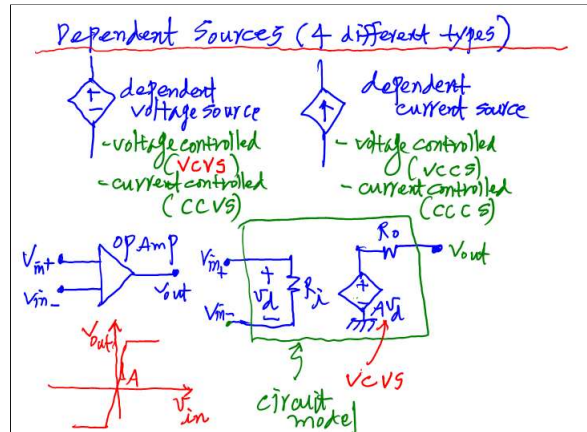 Dependent Sources (4 different types)
dependent
voltage source
- voltage controlled
(VCVS)
- current controlled
(CCVS)
dependent
current source
- voltage controlled
(VCCS)
- current controlled
(CCCS)
OPAmp
Vin+
Vin-
Vout
Vin+
Vin-
+
Vd
-
Ri
Ro
+
-
AVd
Vout
VCVS
circuit
model
Vout
A
Vin